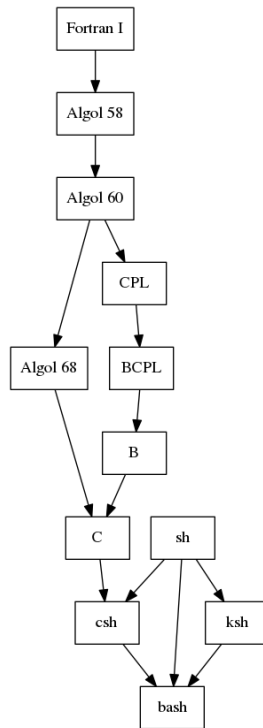 Fortran I
Algol 58
Algol 60
CPL
Algol 68
BCPL
B
C
sh
csh
ksh
bash